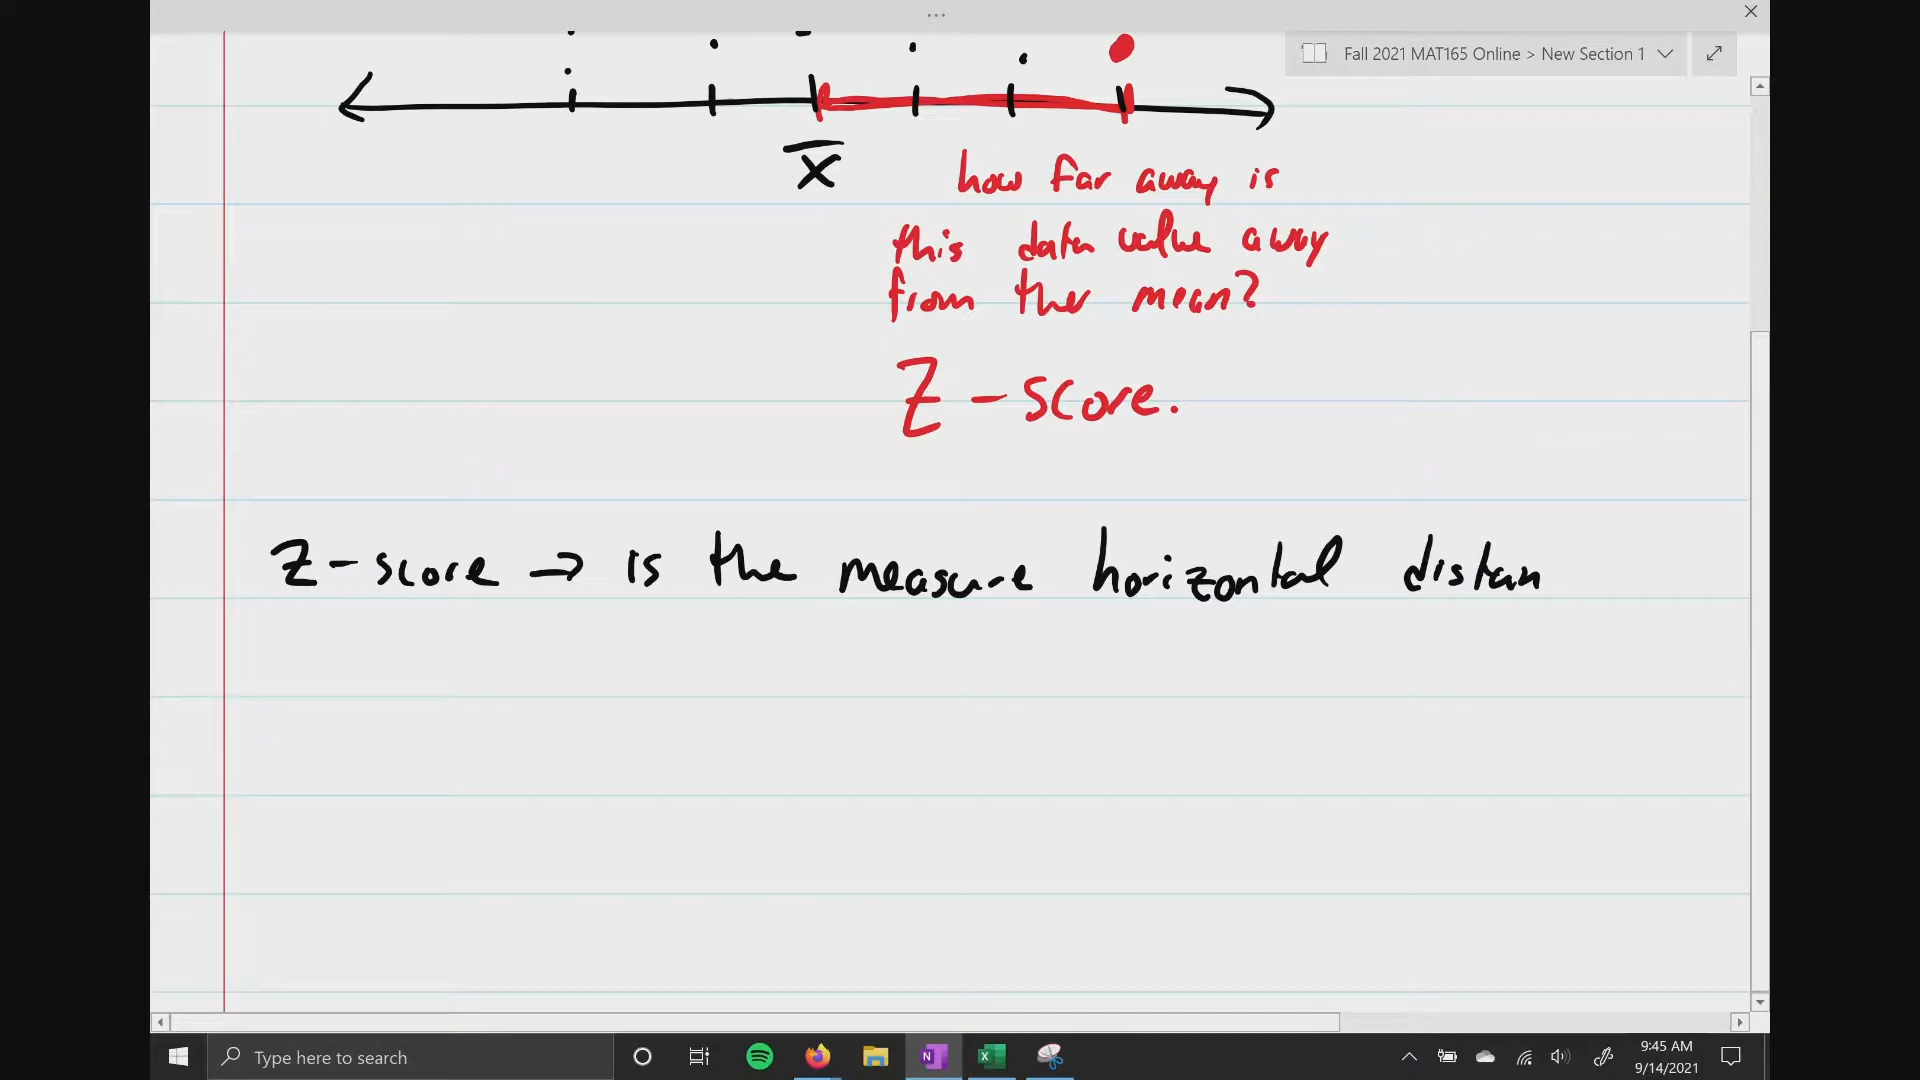 Fall 2021 MAT165 Online > New Section 1
x̄
how far away is
this data value away
from the mean?
Z - score.
Z - score → is the measure horizontal distan
Type here to search
9:45 AM
9/14/2021